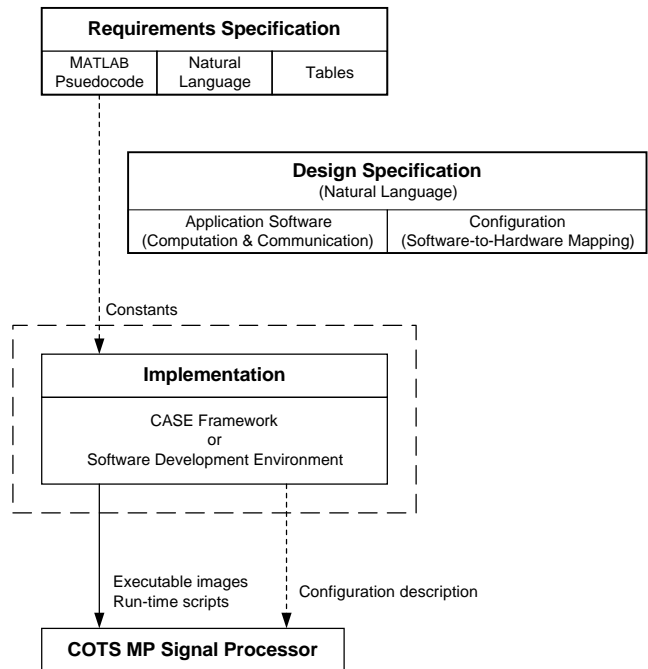 Requirements Specification
MATLAB
Psuedocode
Natural
Language
Tables
Design Specification
(Natural Language)
Application Software
(Computation & Communication)
Configuration
(Software-to-Hardware Mapping)
Constants
Implementation
CASE Framework
or
Software Development Environment
Executable images
Run-time scripts
Configuration description
COTS MP Signal Processor